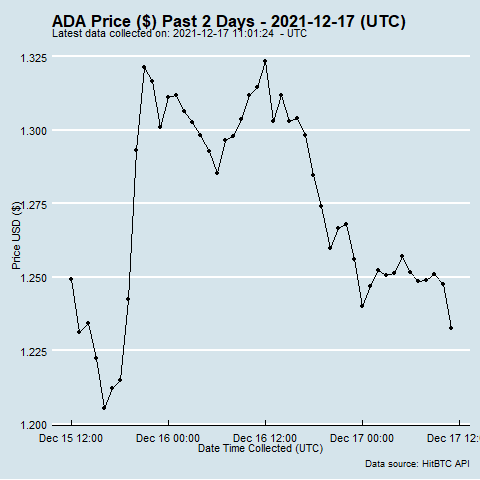 ADA Price ($) Past 2 Days - 2021-12-17 (UTC)
Latest data collected on: 2021-12-17 11:01:24  - UTC
1.325
1.300
1.275
1.250
1.225
1.200
Price USD ($)
Dec 15 12:00
Dec 16 00:00
Dec 16 12:00
Dec 17 00:00
Dec 17 12:
Date Time Collected (UTC)
Data source: HitBTC API